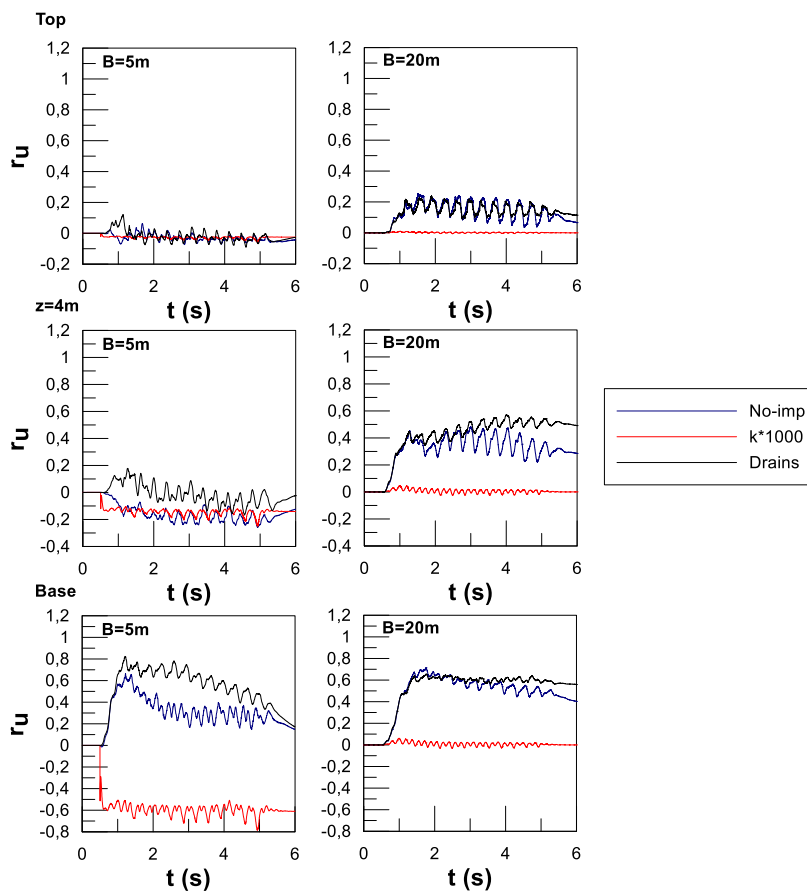 Top
B=5m
B=20m
1,2
1
0,8
0,6
0,4
0,2
0
-0,2
1,2
1
0,8
0,6
0,4
0,2
0
-0,2
ru
0 2 4 6
0 2 4 6
t (s)
t (s)
z=4m
B=5m
B=20m
1,2
1
0,8
0,6
0,4
0,2
0
-0,2
-0,4
1,2
1
0,8
0,6
0,4
0,2
0
-0,2
-0,4
ru
0 2 4 6
0 2 4 6
t (s)
t (s)
No-imp
k*1000
Drains
Base
B=5m
B=20m
1,2
1
0,8
0,6
0,4
0,2
0
-0,2
-0,4
-0,6
-0,8
1,2
1
0,8
0,6
0,4
0,2
0
-0,2
-0,4
-0,6
-0,8
ru
0 2 4 6
0 2 4 6
t (s)
t (s)